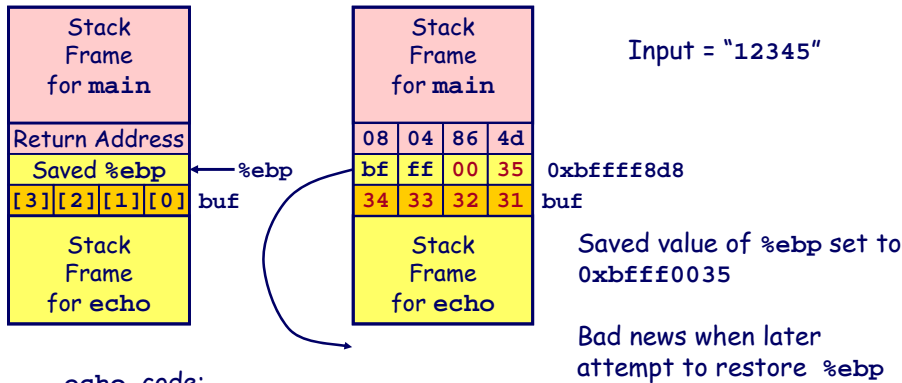 Stack
Frame
for main
Return Address
Saved %ebp
%ebp
[3] [2] [1] [0] buf
Stack
Frame
for echo
Stack
Frame
for main
08 04 86 4d
bf ff 00 35 0xbffff8d8
34 33 32 31 buf
Stack
Frame
for echo
Input = “12345”
Saved value of %ebp set to
0xbfff0035
Bad news when later
attempt to restore %ebp
echo code: